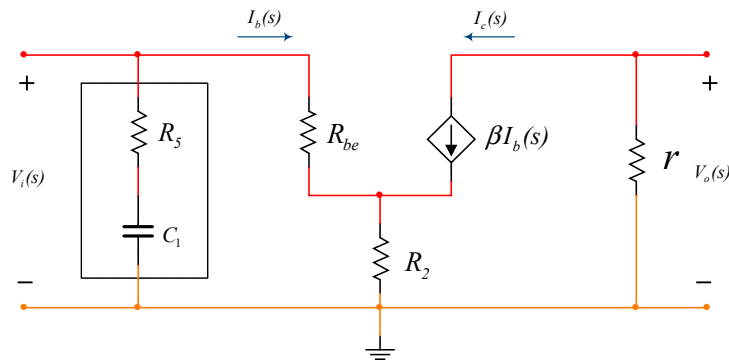 I_b(s)
I_c(s)
+
+
R_5
R_be
βI_b(s)
r
V_i(s)
V_o(s)
C_1
R_2
−
−